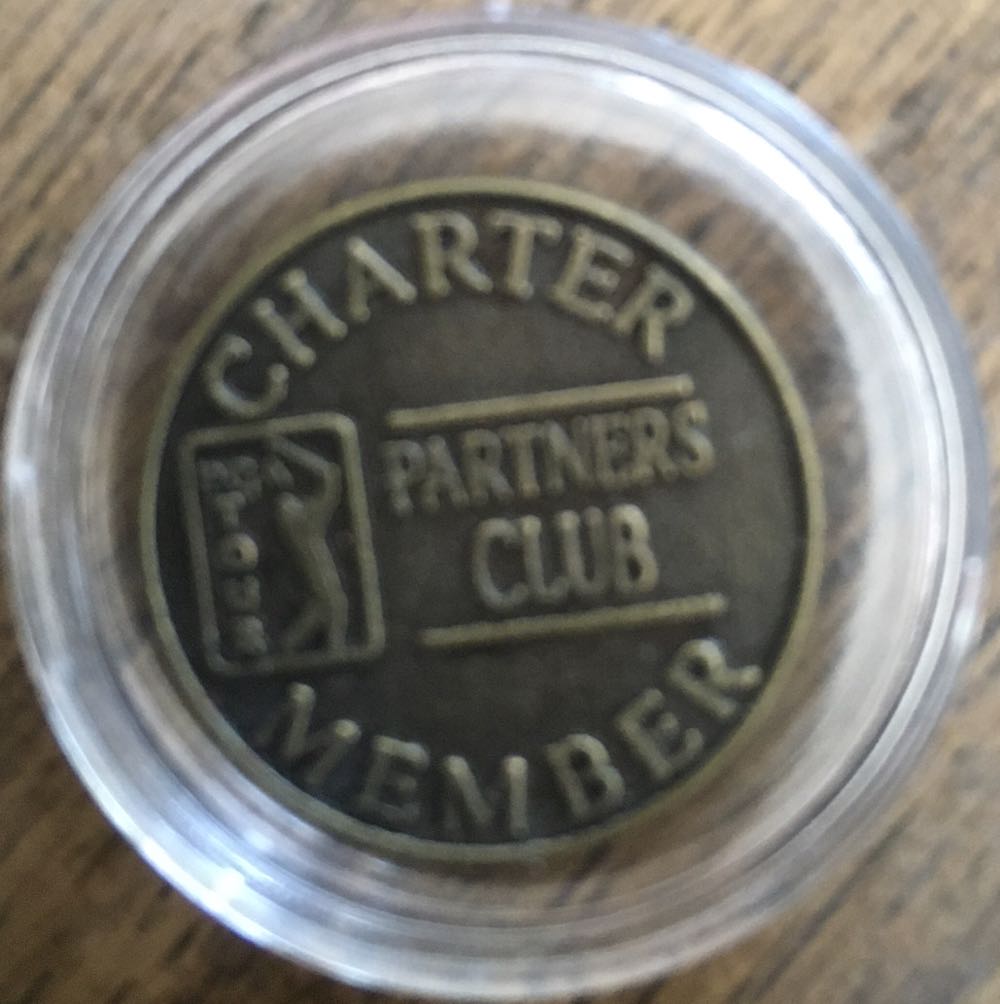 CHARTER
PARTNERS
CLUB
PGA TOUR
MEMBER